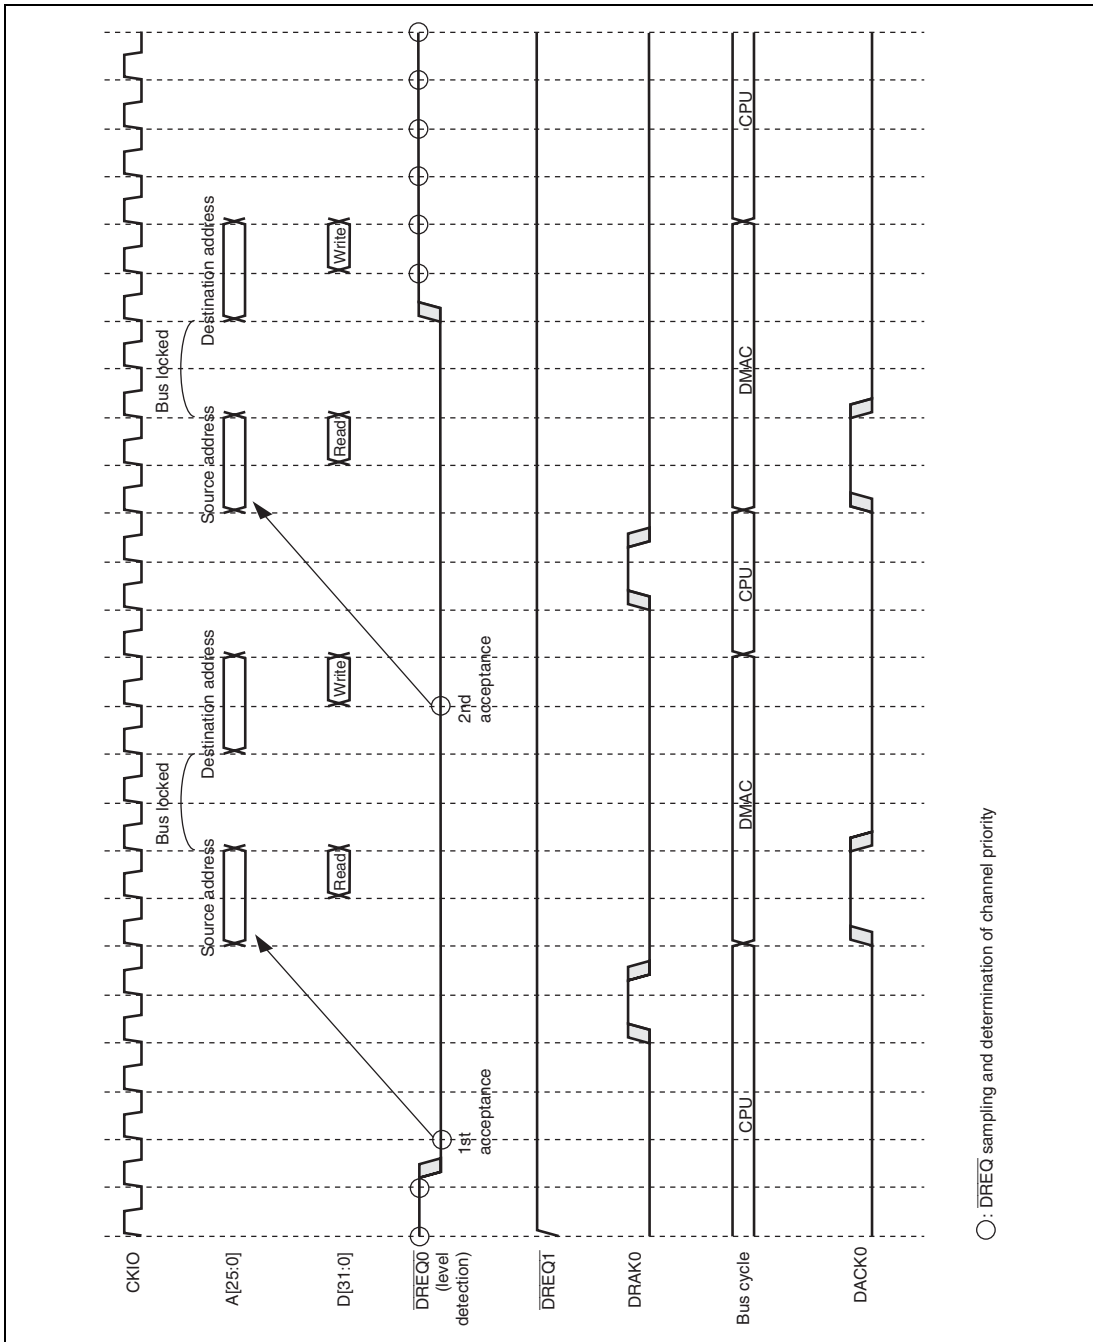 CKIO
Bus locked
Bus locked
Source address
Destination address
Source address
Destination address
A[25:0]
D[31:0]
Read
Write
Read
Write
DREQ0
(level
detection)
1st
acceptance
2nd
acceptance
DREQ1
DRAK0
Bus cycle
CPU
DMAC
CPU
DMAC
CPU
DACK0
○: DREQ sampling and determination of channel priority